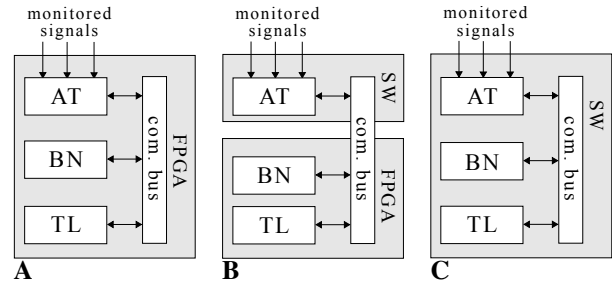 monitored
signals
AT
BN
TL
com. bus
FPGA
A
monitored
signals
AT
SW
BN
TL
com. bus
FPGA
B
monitored
signals
AT
BN
TL
com. bus
SW
C